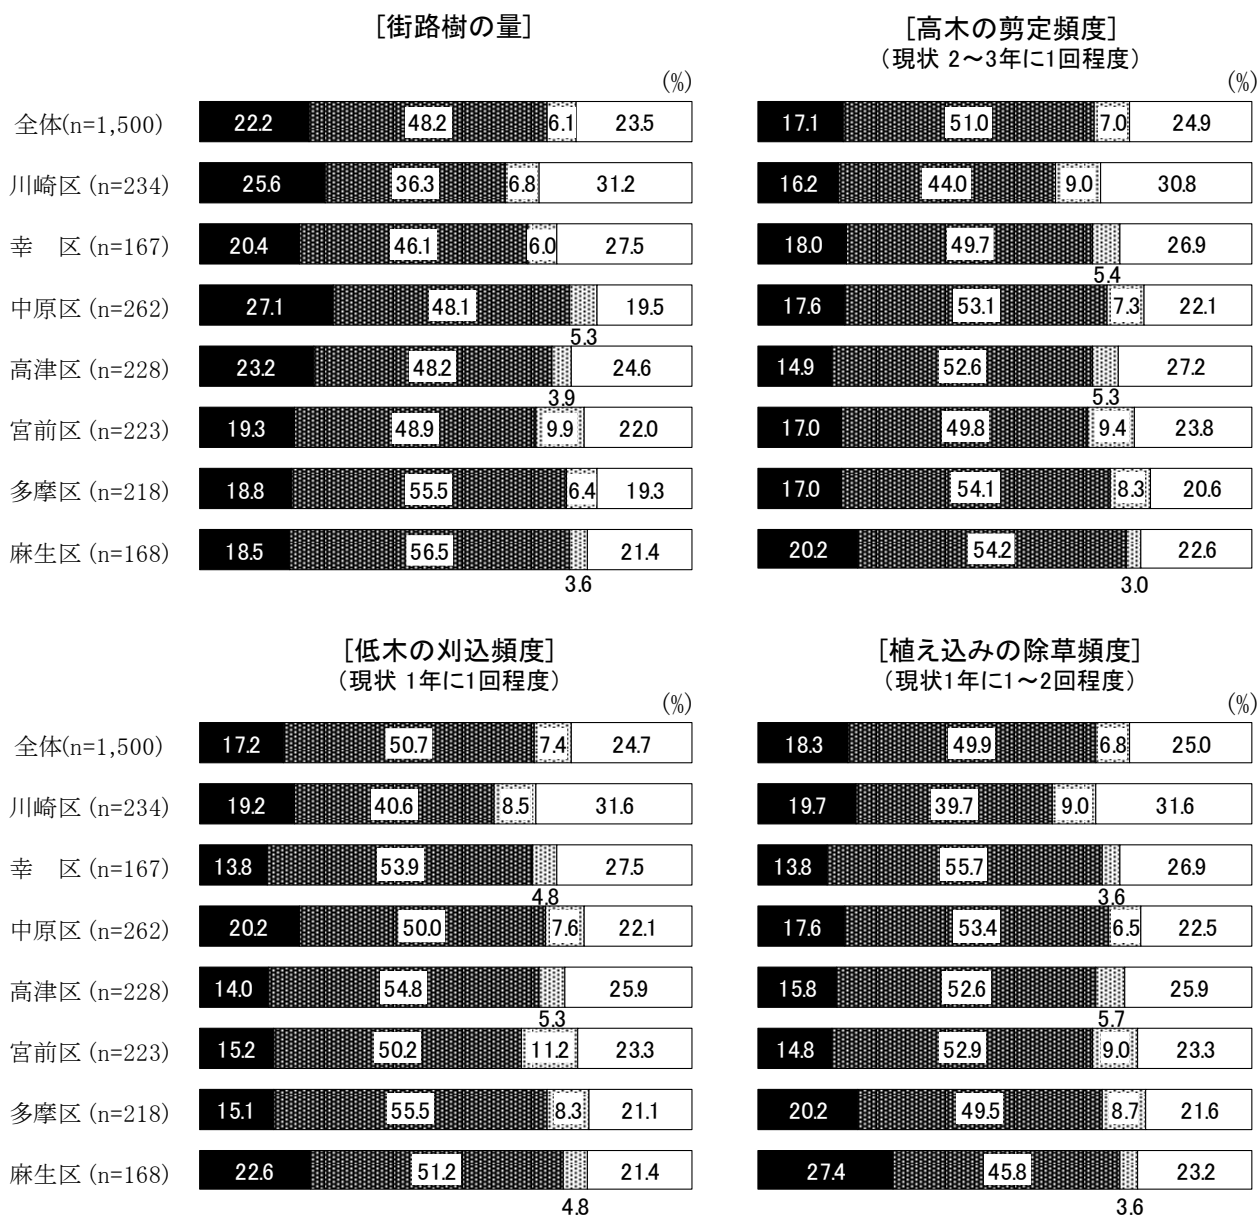 [街路樹の量]
(%)
全体(n=1,500) 22.2 48.2 6.1 23.5
川崎区 (n=234) 25.6 36.3 6.8 31.2
幸　区 (n=167) 20.4 46.1 6.0 27.5
中原区 (n=262) 27.1 48.1 5.3 19.5
高津区 (n=228) 23.2 48.2 3.9 24.6
宮前区 (n=223) 19.3 48.9 9.9 22.0
多摩区 (n=218) 18.8 55.5 6.4 19.3
麻生区 (n=168) 18.5 56.5 3.6 21.4
[高木の剪定頻度]
（現状 2～3年に1回程度）
(%)
17.1 51.0 7.0 24.9
16.2 44.0 9.0 30.8
18.0 49.7 5.4 26.9
17.6 53.1 7.3 22.1
14.9 52.6 5.3 27.2
17.0 49.8 9.4 23.8
17.0 54.1 8.3 20.6
20.2 54.2 3.0 22.6
[低木の刈込頻度]
（現状 1年に1回程度）
(%)
全体(n=1,500) 17.2 50.7 7.4 24.7
川崎区 (n=234) 19.2 40.6 8.5 31.6
幸　区 (n=167) 13.8 53.9 4.8 27.5
中原区 (n=262) 20.2 50.0 7.6 22.1
高津区 (n=228) 14.0 54.8 5.3 25.9
宮前区 (n=223) 15.2 50.2 11.2 23.3
多摩区 (n=218) 15.1 55.5 8.3 21.1
麻生区 (n=168) 22.6 51.2 4.8 21.4
[植え込みの除草頻度]
（現状1年に1～2回程度）
(%)
18.3 49.9 6.8 25.0
19.7 39.7 9.0 31.6
13.8 55.7 3.6 26.9
17.6 53.4 6.5 22.5
15.8 52.6 5.7 25.9
14.8 52.9 9.0 23.3
20.2 49.5 8.7 21.6
27.4 45.8 3.6 23.2